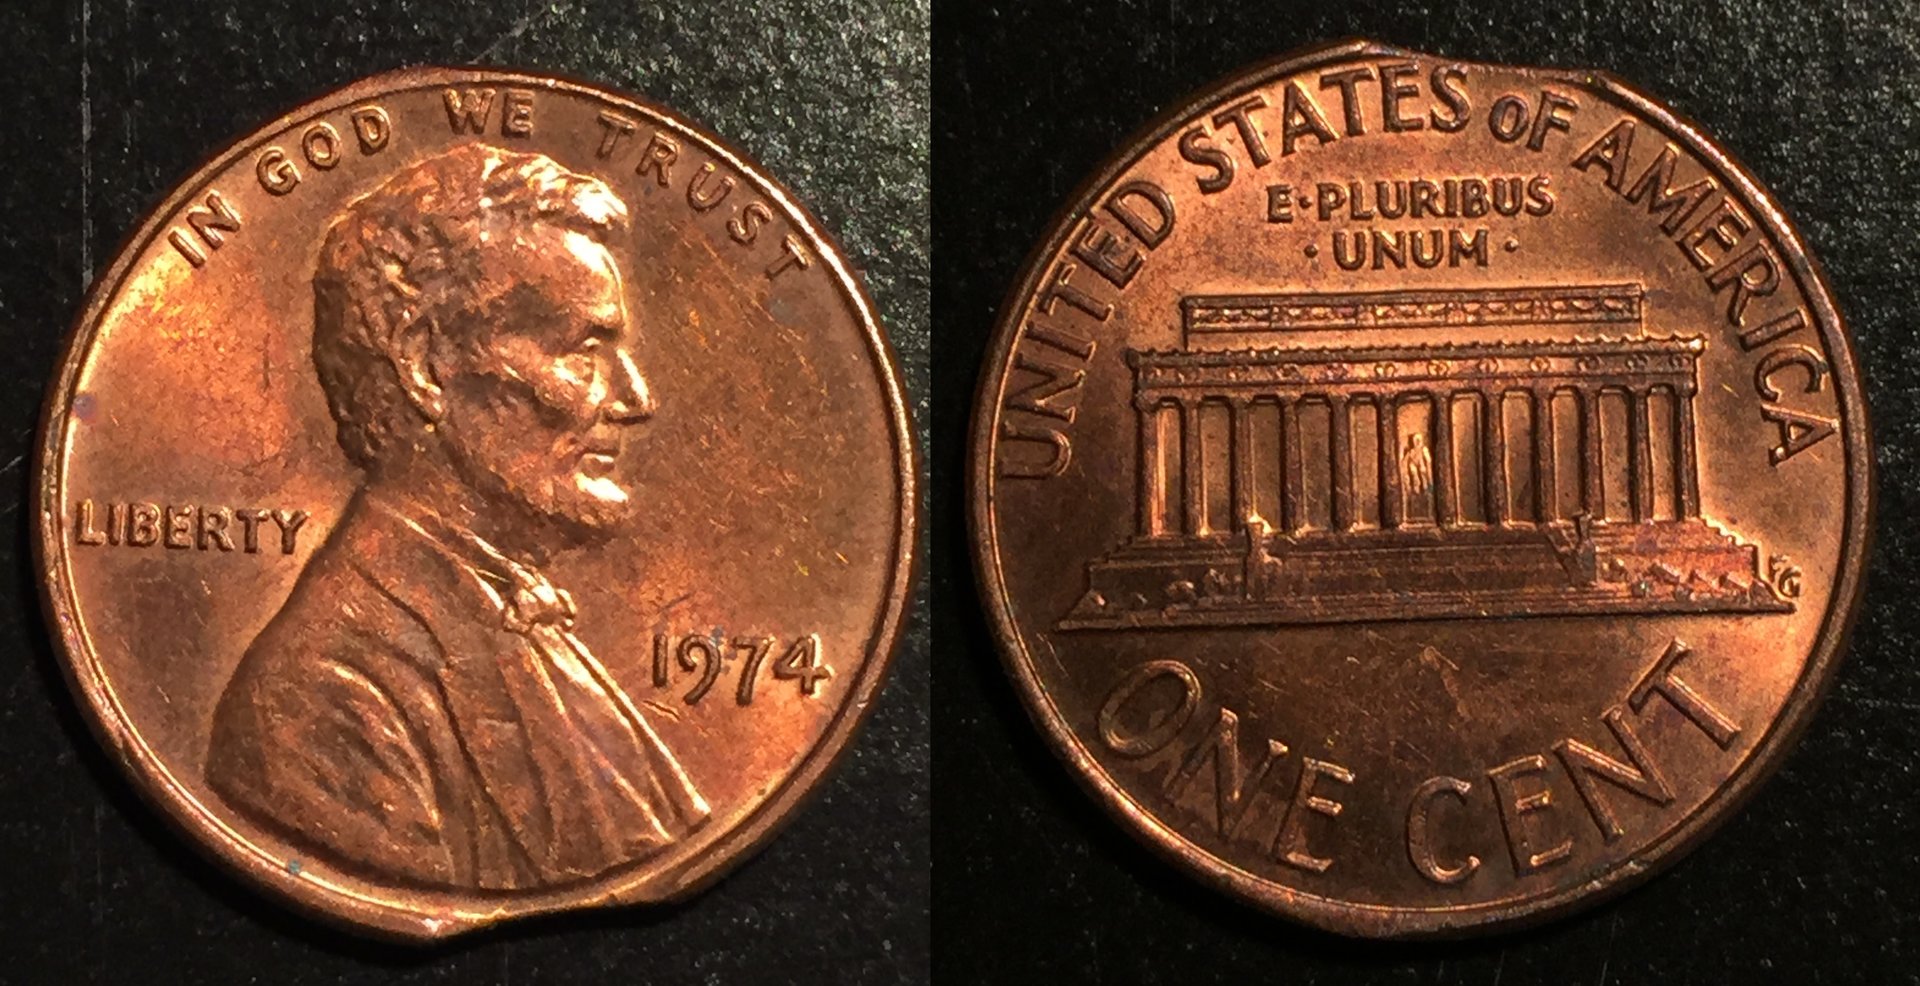 IN GOD WE TRUST
LIBERTY
1974
UNITED STATES OF AMERICA
E·PLURIBUS
·UNUM·
FG
ONE CENT